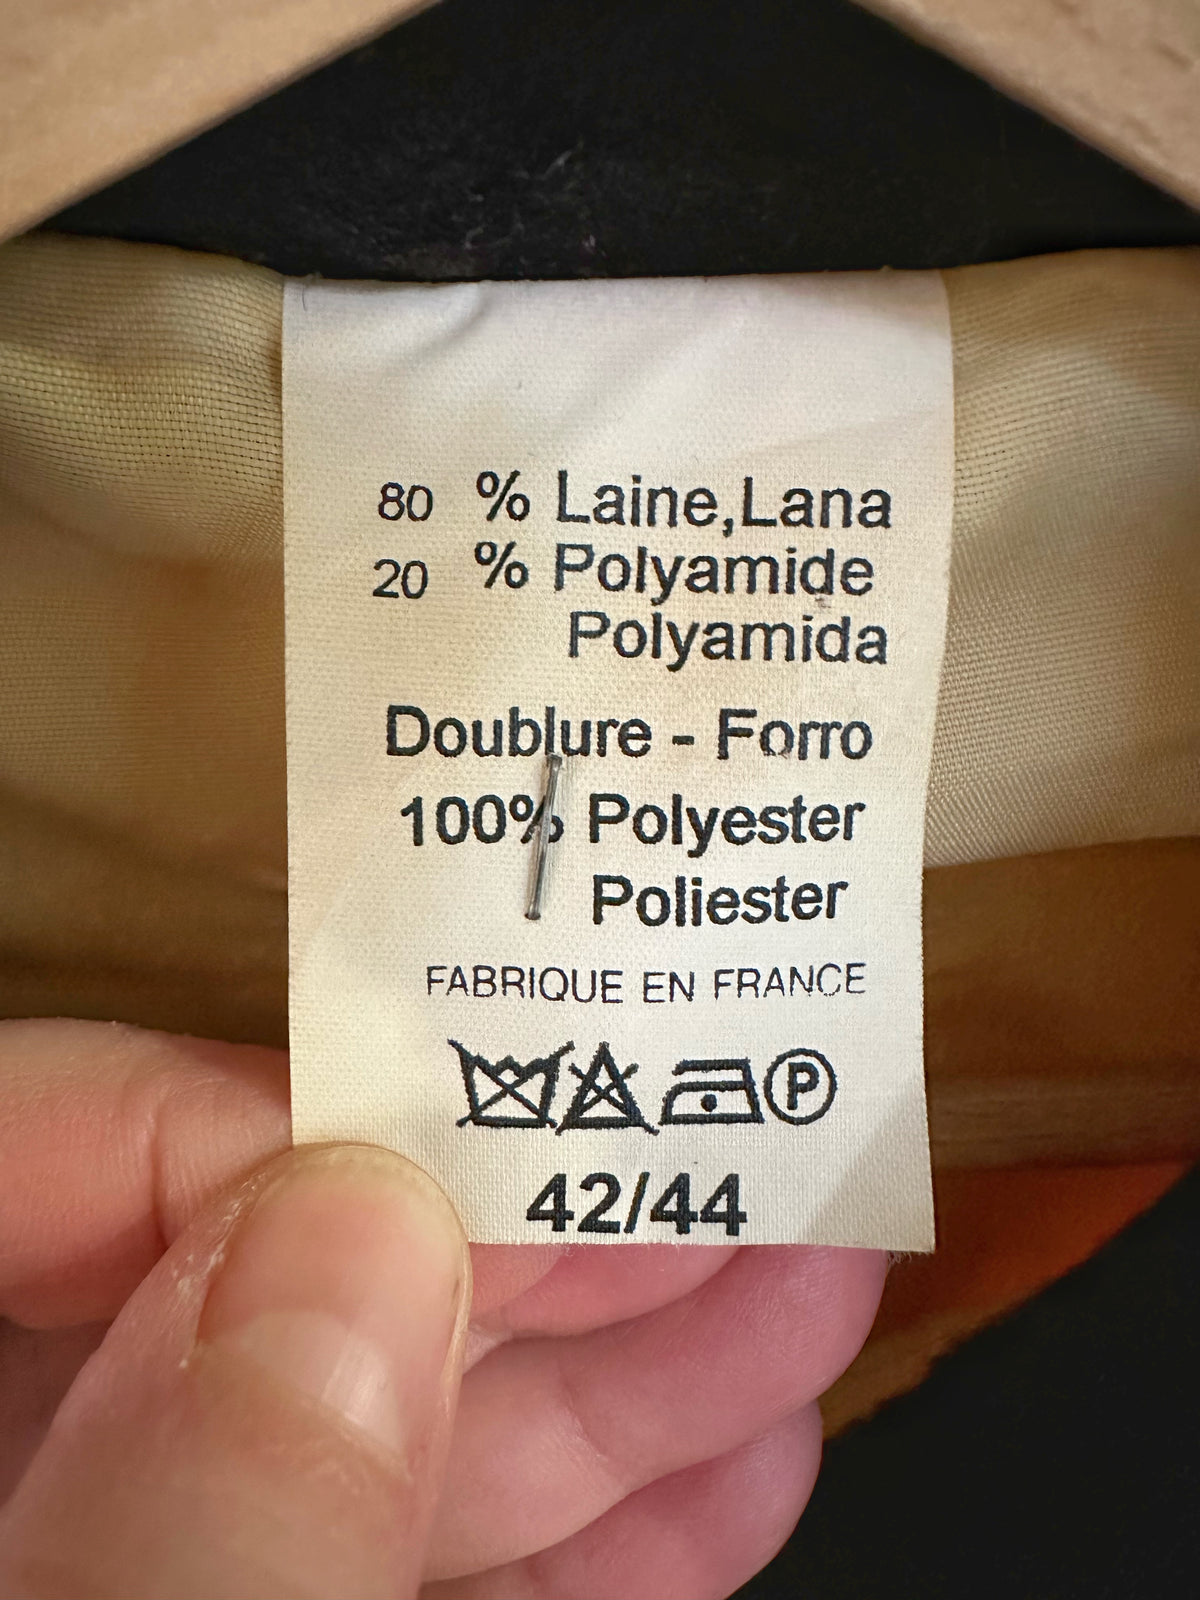 80 % Laine,Lana
20 % Polyamide
Polyamida
Doublure - Forro
100% Polyester
Poliester
FABRIQUE EN FRANCE
P
42/44